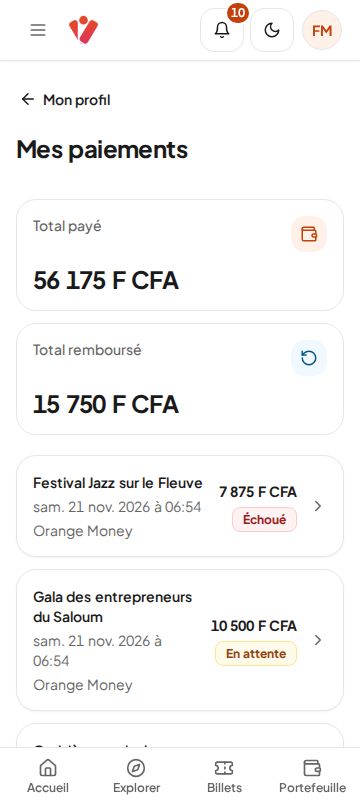 10
FM
Mon profil
Mes paiements
Total payé
56 175 F CFA
Total remboursé
15 750 F CFA
Festival Jazz sur le Fleuve
7 875 F CFA
sam. 21 nov. 2026 à 06:54
Échoué
Orange Money
Gala des entrepreneurs
du Saloum
10 500 F CFA
sam. 21 nov. 2026 à
06:54
En attente
Orange Money
Accueil
Explorer
Billets
Portefeuille